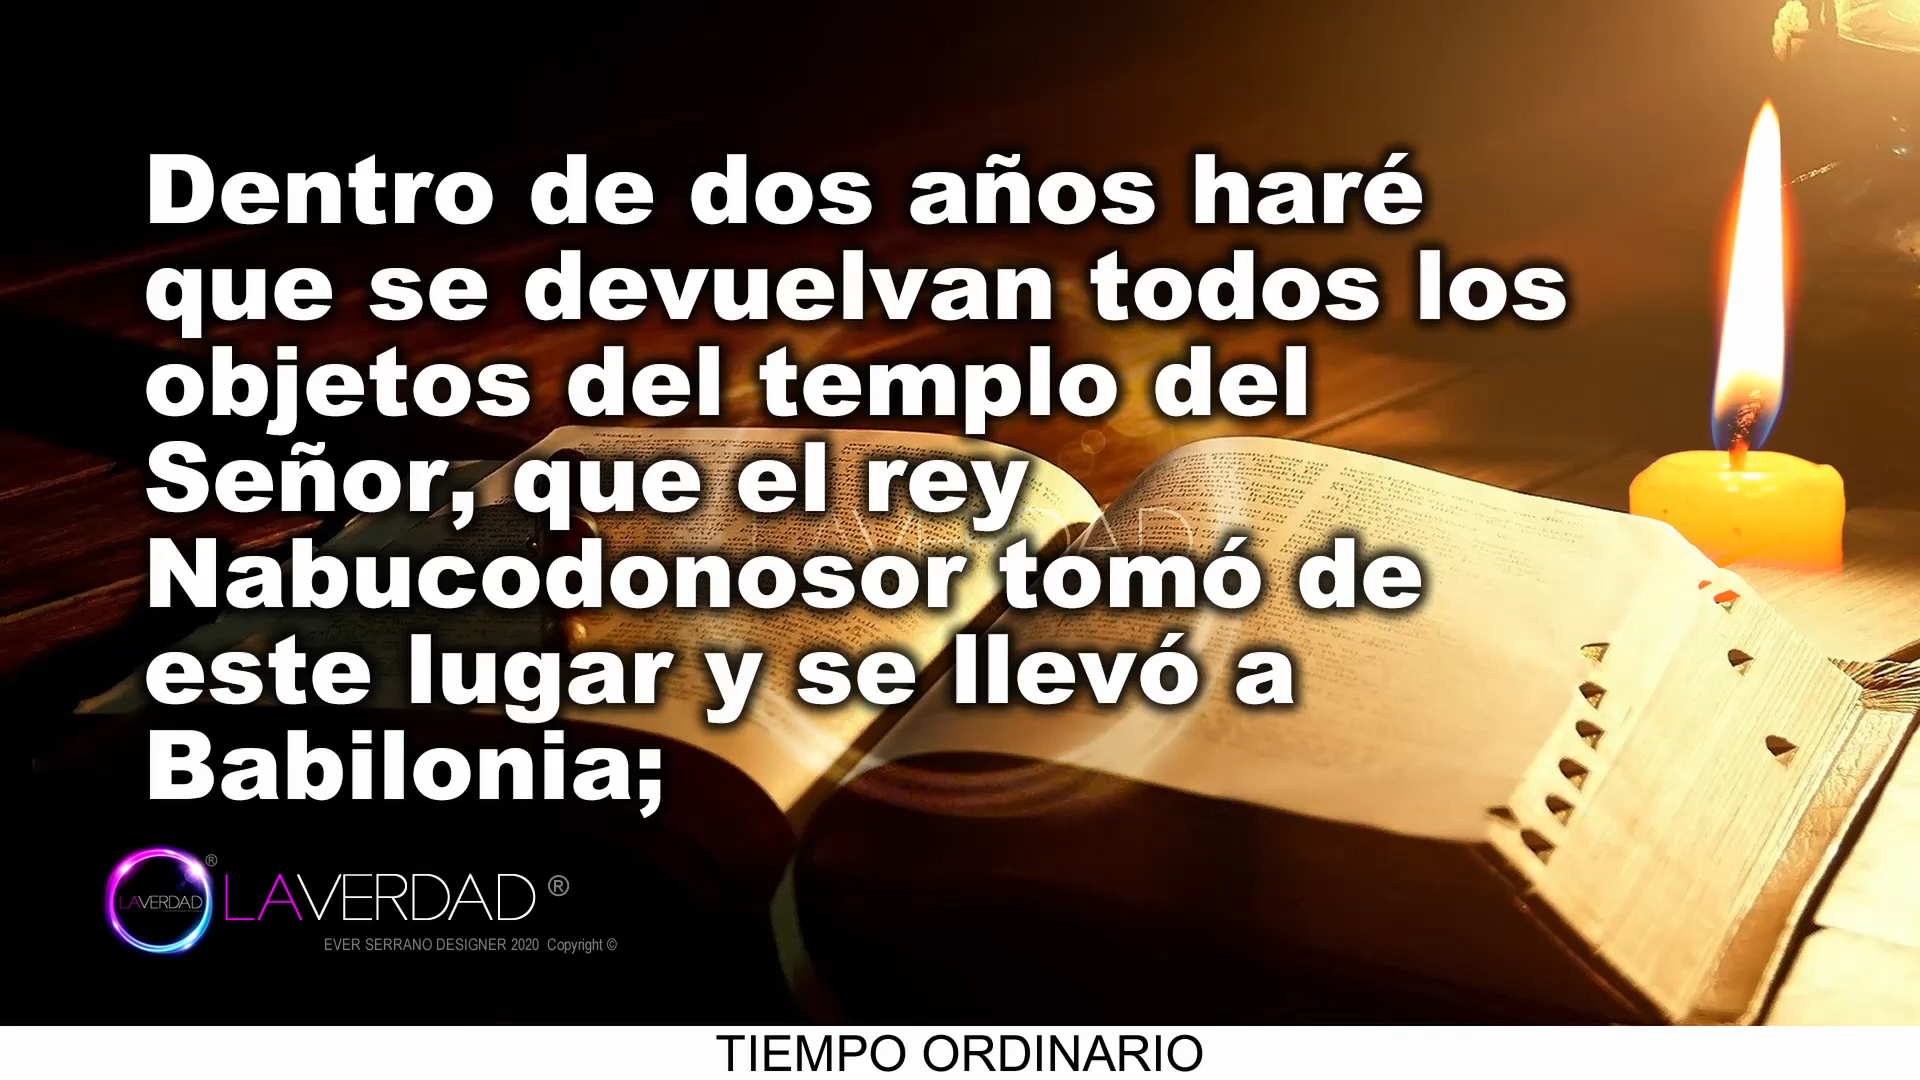 Dentro de dos años haré
que se devuelvan todos los
objetos del templo del
Señor, que el rey
Nabucodonosor tomó de
este lugar y se llevó a
Babilonia;
LAVERDAD
LAVERDAD ®
LAVERDAD ®
EVER SERRANO DESIGNER 2020 Copyright ©
TIEMPO ORDINARIO